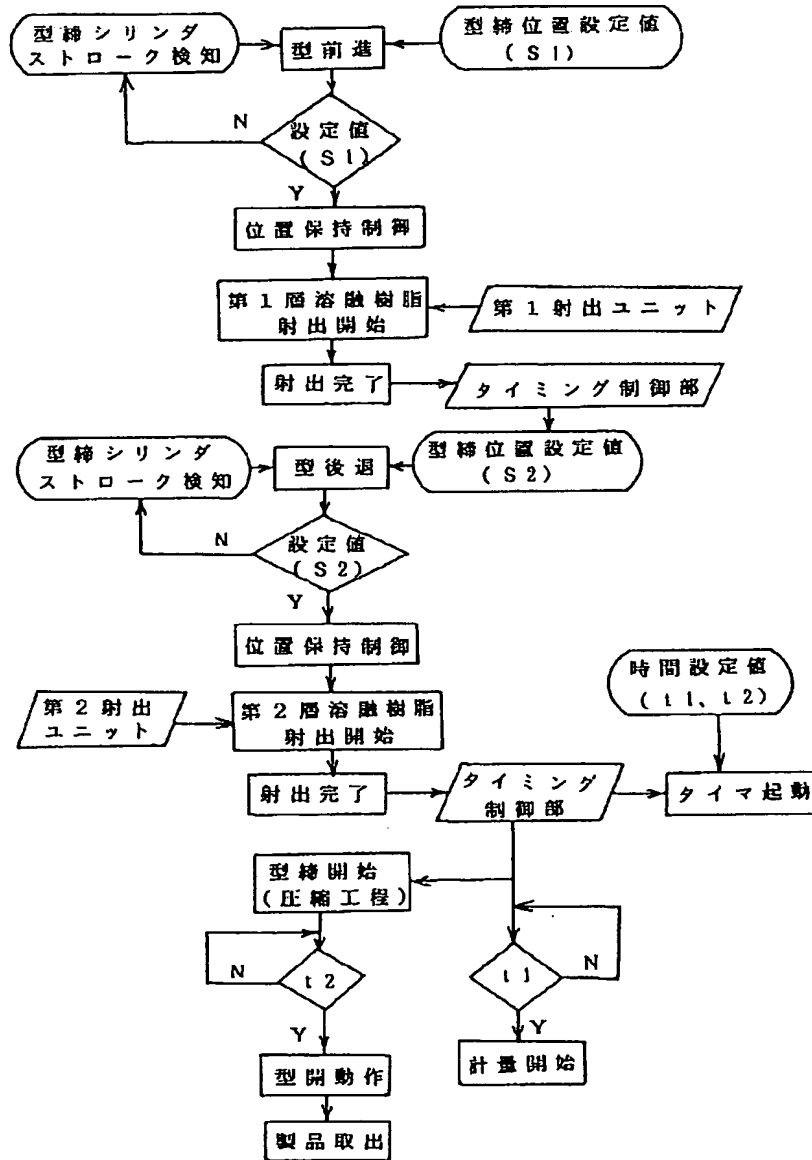 型締シリンダ
ストローク検知
型前進
型締位置設定値
(S1)
N
設定値
(S1)
Y
位置保持制御
第1層溶融樹脂
射出開始
第1射出ユニット
射出完了
タイミング制御部
型締シリンダ
ストローク検知
型後退
型締位置設定値
(S2)
N
設定値
(S2)
Y
位置保持制御
時間設定値
(t1、t2)
第2射出
ユニット
第2層溶融樹脂
射出開始
射出完了
タイミング
制御部
タイマ起動
型締開始
(圧縮工程)
N
t2
t1
N
Y
Y
型開動作
計量開始
製品取出